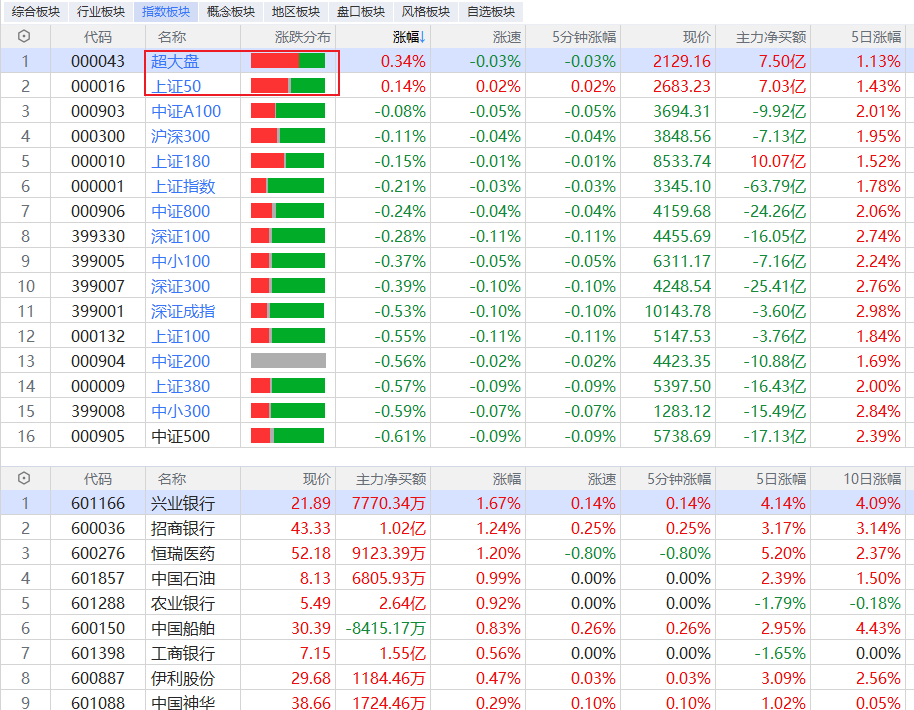 综合板块 行业板块 指数板块 概念板块 地区板块 盘口板块 风格板块 自选板块
代码 名称 涨跌分布 涨幅↓ 涨速 5分钟涨幅 现价 主力净买额 5日涨幅
1 000043 超大盘 0.34% -0.03% -0.03% 2129.16 7.50亿 1.13%
2 000016 上证50 0.14% 0.02% 0.02% 2683.23 7.03亿 1.43%
3 000903 中证A100 -0.08% -0.05% -0.05% 3694.31 -9.92亿 2.01%
4 000300 沪深300 -0.11% -0.04% -0.04% 3848.56 -7.13亿 1.95%
5 000010 上证180 -0.15% -0.01% -0.01% 8533.74 10.07亿 1.52%
6 000001 上证指数 -0.21% -0.03% -0.03% 3345.10 -63.79亿 1.78%
7 000906 中证800 -0.24% -0.04% -0.04% 4159.68 -24.26亿 2.06%
8 399330 深证100 -0.28% -0.11% -0.11% 4455.69 -16.05亿 2.74%
9 399005 中小100 -0.37% -0.05% -0.05% 6311.17 -7.16亿 2.24%
10 399007 深证300 -0.39% -0.10% -0.10% 4248.54 -25.41亿 2.76%
11 399001 深证成指 -0.53% -0.10% -0.10% 10143.78 -3.60亿 2.98%
12 000132 上证100 -0.55% -0.11% -0.11% 5147.53 -3.76亿 1.84%
13 000904 中证200 -0.56% -0.02% -0.02% 4423.35 -10.88亿 1.69%
14 000009 上证380 -0.57% -0.09% -0.09% 5397.50 -16.43亿 2.00%
15 399008 中小300 -0.59% -0.07% -0.07% 1283.12 -15.49亿 2.84%
16 000905 中证500 -0.61% -0.09% -0.09% 5738.69 -17.13亿 2.39%
代码 名称 现价 主力净买额 涨幅 涨速 5分钟涨幅 5日涨幅 10日涨幅
1 601166 兴业银行 21.89 7770.34万 1.67% 0.14% 0.14% 4.14% 4.09%
2 600036 招商银行 43.33 1.02亿 1.24% 0.25% 0.25% 3.17% 3.14%
3 600276 恒瑞医药 52.18 9123.39万 1.20% -0.80% -0.80% 5.20% 2.37%
4 601857 中国石油 8.13 6805.93万 0.99% 0.00% 0.00% 2.39% 1.50%
5 601288 农业银行 5.49 2.64亿 0.92% 0.00% 0.00% -1.79% -0.18%
6 600150 中国船舶 30.39 -8415.17万 0.83% 0.26% 0.26% 2.95% 4.43%
7 601398 工商银行 7.15 1.55亿 0.56% 0.00% 0.00% -1.65% 0.00%
8 600887 伊利股份 29.68 1184.46万 0.47% 0.03% 0.03% 3.09% 2.56%
9 601088 中国神华 38.66 1724.46万 0.29% 0.10% 0.10% 1.02% 0.05%